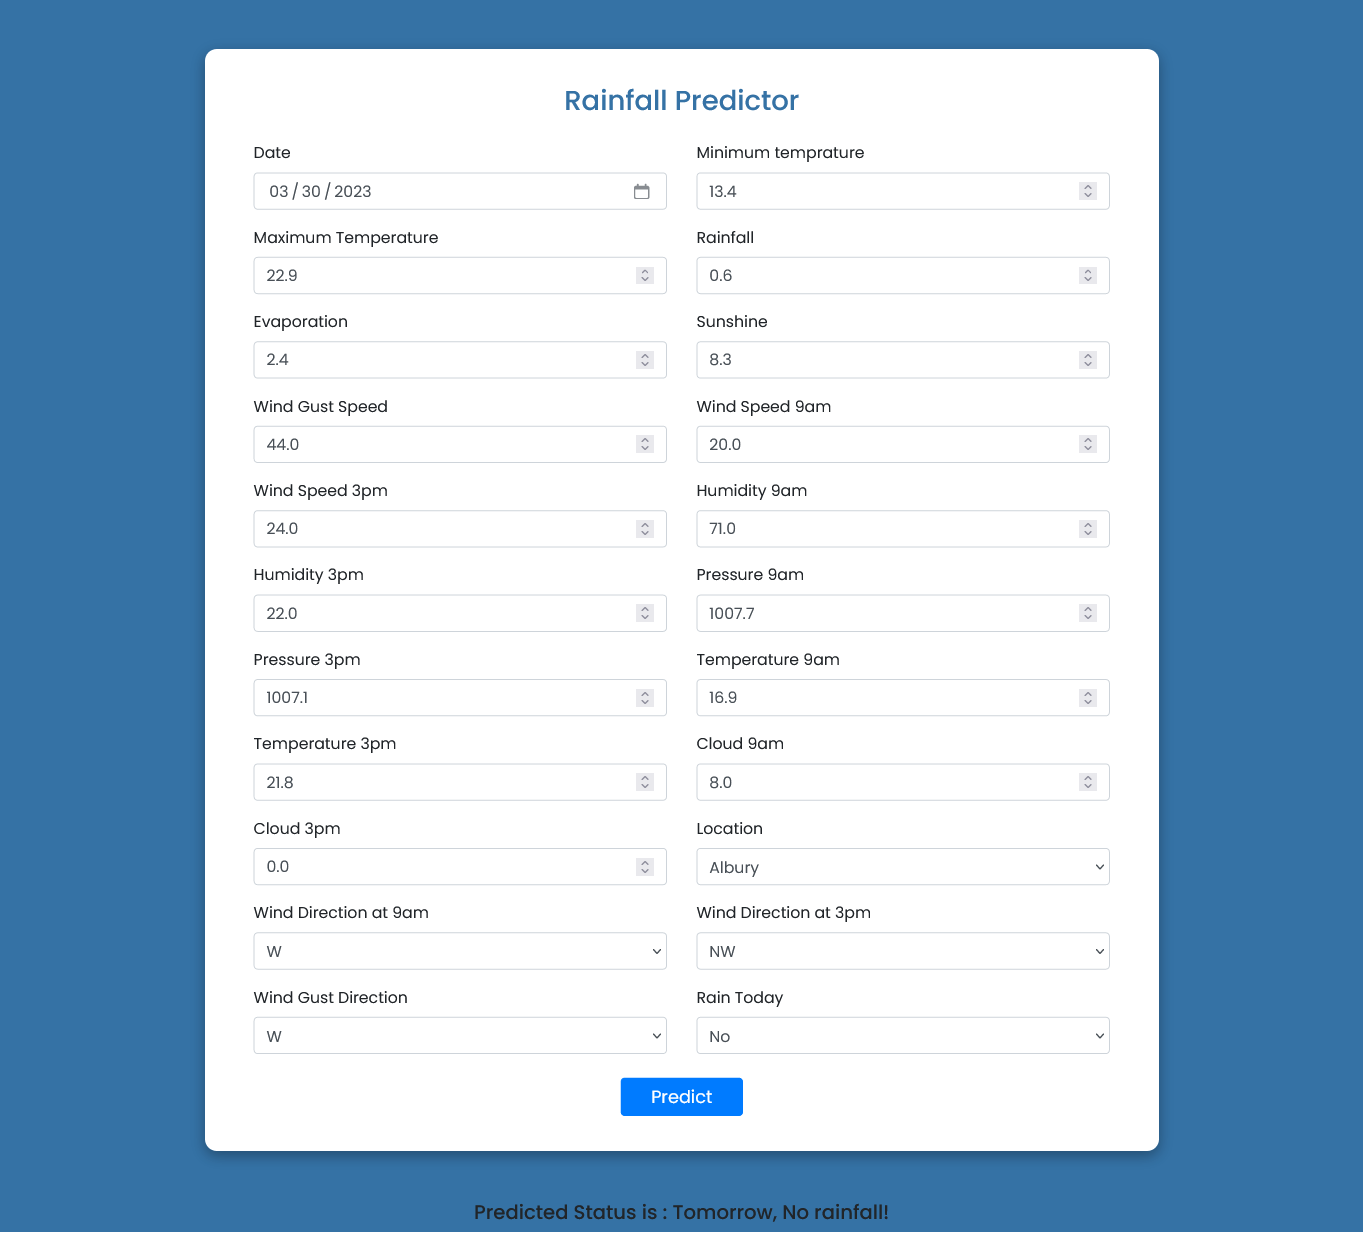 Rainfall Predictor
Date Minimum temprature
03 / 30 / 2023 13.4
Maximum Temperature Rainfall
22.9 0.6
Evaporation Sunshine
2.4 8.3
Wind Gust Speed Wind Speed 9am
44.0 20.0
Wind Speed 3pm Humidity 9am
24.0 71.0
Humidity 3pm Pressure 9am
22.0 1007.7
Pressure 3pm Temperature 9am
1007.1 16.9
Temperature 3pm Cloud 9am
21.8 8.0
Cloud 3pm Location
0.0 Albury
Wind Direction at 9am Wind Direction at 3pm
W NW
Wind Gust Direction Rain Today
W No
Predict
Predicted Status is : Tomorrow, No rainfall!